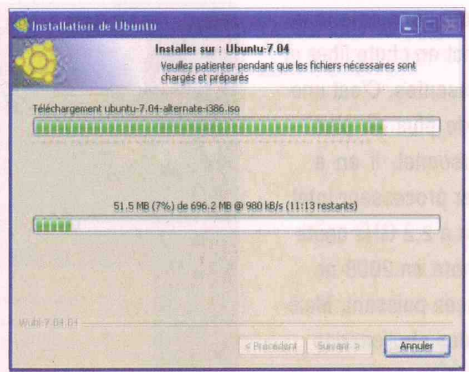 Installation de Ubuntu
Installer sur : Ubuntu-7.04
Veuillez patienter pendant que les fichiers nécessaires sont
chargés et préparés
Téléchargement ubuntu-7.04-alternate-i386.iso
51.5 MB (7%) de 696.2 MB @ 980 kB/s (11:13 restants)
Wubi-7.04.04
< Précédent
Suivant >
Annuler